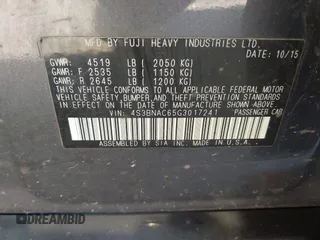 MFD BY FUJI HEAVY INDUSTRIES LTD.
DATE: 10/15
GVWR: 4519 LB ( 2050 KG)
GAWR: F 2535 LB ( 1150 KG)
GAWR: R 2645 LB ( 1200 KG)
THIS VEHICLE CONFORMS TO ALL APPLICABLE FEDERAL MOTOR
VEHICLE SAFETY, BUMPER, AND THEFT PREVENTION STANDARDS
IN EFFECT ON THE DATE OF MANUFACTURE SHOWN ABOVE.
VIN: 4S3BNAC65G3017241
PASSENGER CAR
ASSEMBLED BY SIA INC. MADE IN U.S.A.
© DREAMBID
DREAMBID.COM